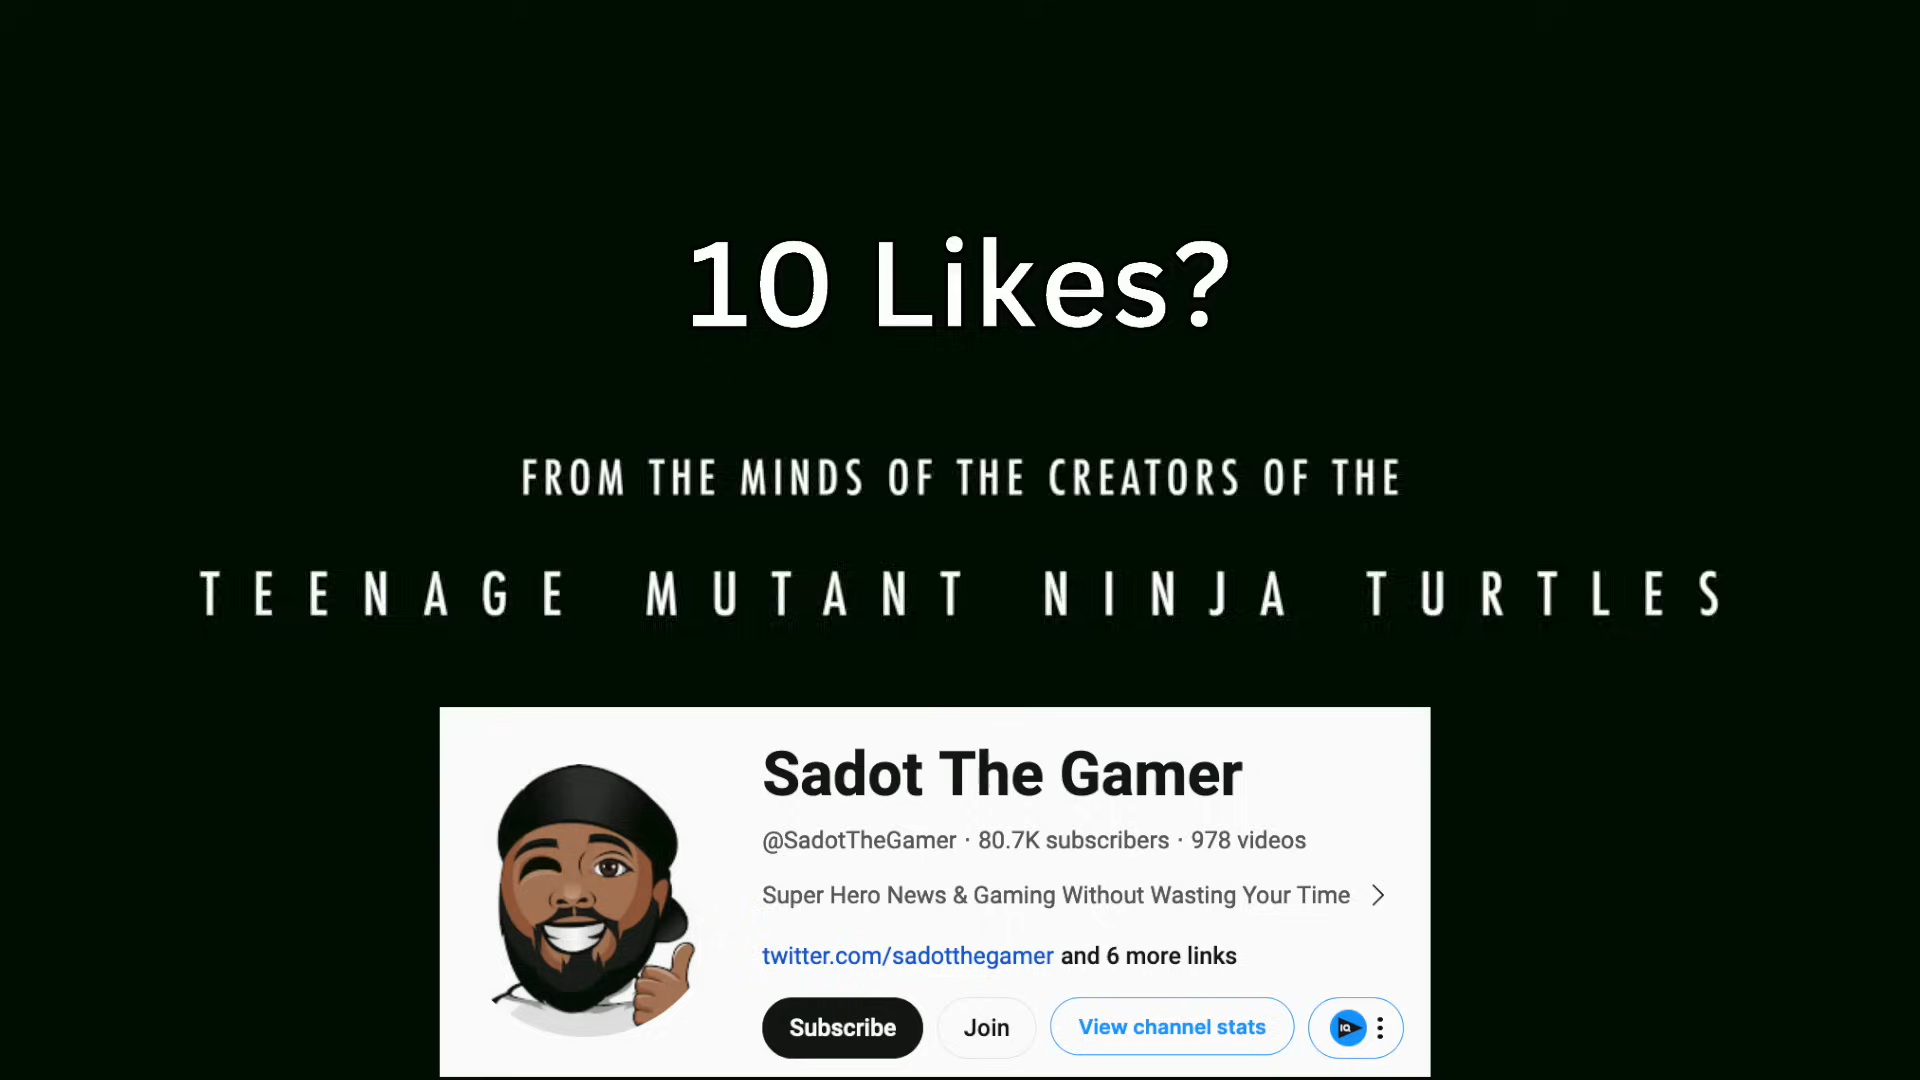 10 Likes?
FROM THE MINDS OF THE CREATORS OF THE
TEENAGE MUTANT NINJA TURTLES
Sadot The Gamer
@SadotTheGamer · 80.7K subscribers · 978 videos
Super Hero News & Gaming Without Wasting Your Time
twitter.com/sadotthegamer and 6 more links
Subscribe Join View channel stats IQ